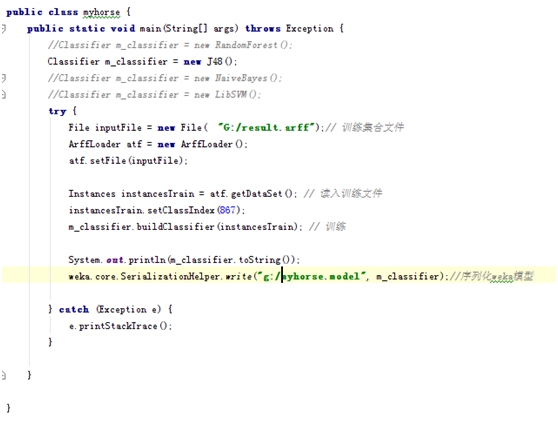 public class myhorse {
public static void main(String[] args) throws Exception {
//Classifier m_classifier = new RandomForest();
Classifier m_classifier = new J48();
//Classifier m_classifier = new NaiveBayes();
//Classifier m_classifier = new LibSVM();
try {
File inputFile = new File( "G:/result.arff");// 训练集合文件
ArffLoader atf = new ArffLoader();
atf.setFile(inputFile);
Instances instancesTrain = atf.getDataSet(); // 读入训练文件
instancesTrain.setClassIndex(867);
m_classifier.buildClassifier(instancesTrain); // 训练
System.out.println(m_classifier.toString());
weka.core.SerializationHelper.write("g:/myhorse.model", m_classifier);//序列化weka模型
} catch (Exception e) {
e.printStackTrace();
}
}
}